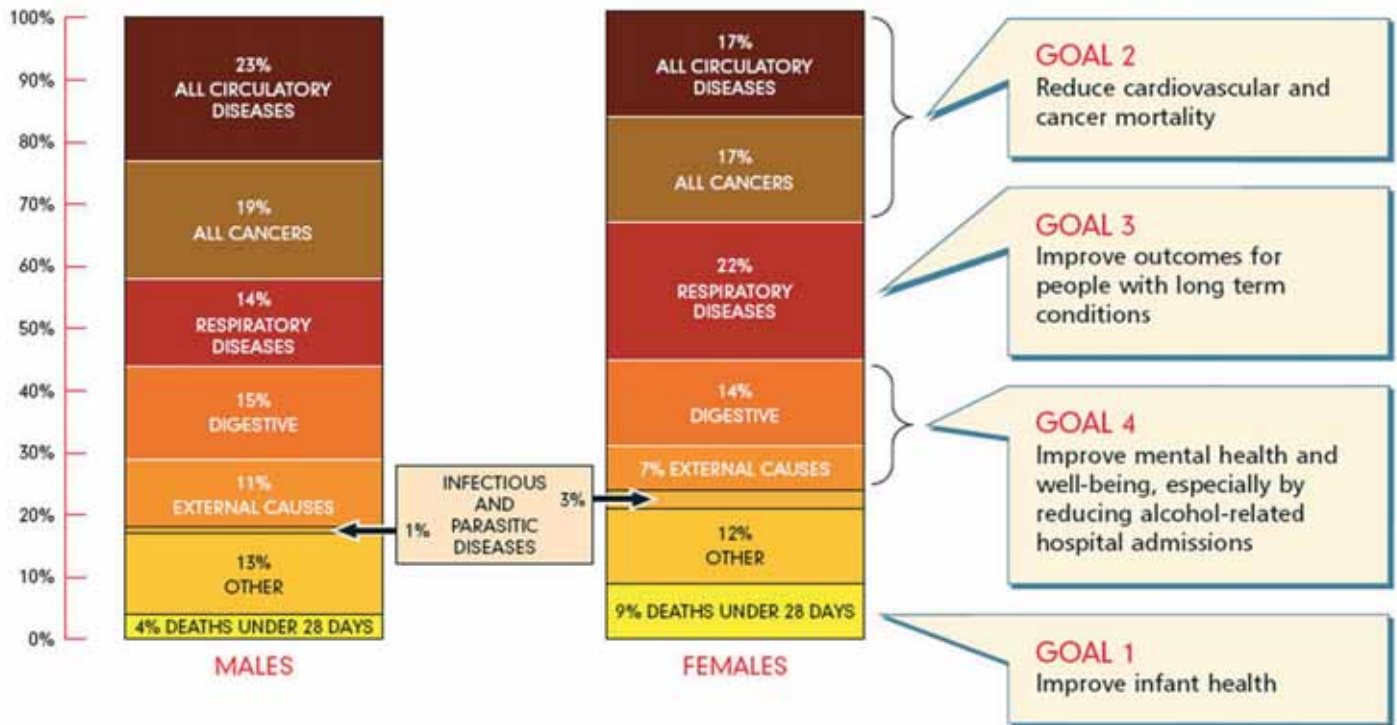 100%
90%
80%
70%
60%
50%
40%
30%
20%
10%
0%
23%
ALL CIRCULATORY
DISEASES
19%
ALL CANCERS
14%
RESPIRATORY
DISEASES
15%
DIGESTIVE
11%
EXTERNAL CAUSES
13%
OTHER
4% DEATHS UNDER 28 DAYS
MALES
INFECTIOUS
AND
PARASITIC
DISEASES
1%
3%
17%
ALL CIRCULATORY
DISEASES
17%
ALL CANCERS
22%
RESPIRATORY
DISEASES
14%
DIGESTIVE
7% EXTERNAL CAUSES
12%
OTHER
9% DEATHS UNDER 28 DAYS
FEMALES
GOAL 2
Reduce cardiovascular and
cancer mortality
GOAL 3
Improve outcomes for
people with long term
conditions
GOAL 4
Improve mental health and
well-being, especially by
reducing alcohol-related
hospital admissions
GOAL 1
Improve infant health